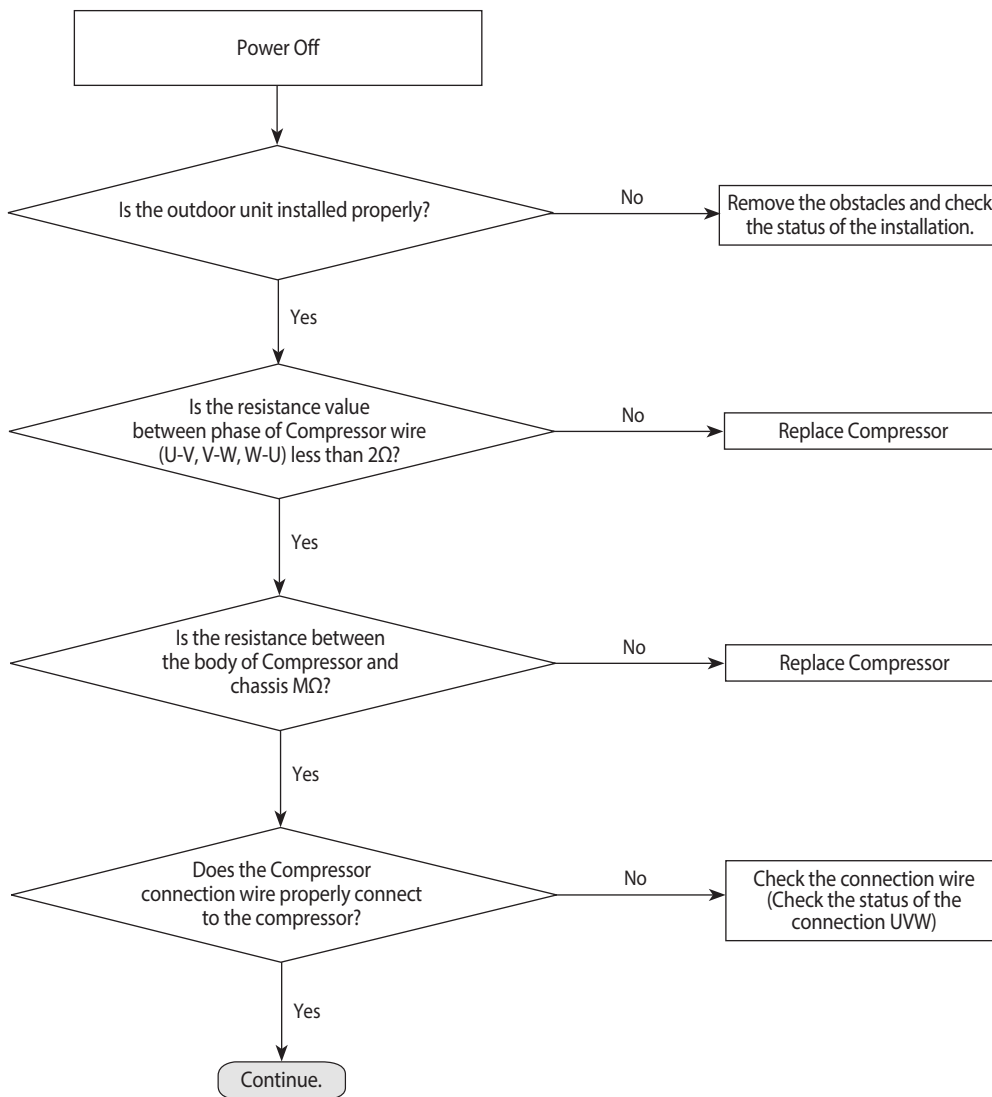 Power Off
Is the outdoor unit installed properly?
No
Remove the obstacles and check
the status of the installation.
Yes
Is the resistance value
between phase of Compressor wire
(U-V, V-W, W-U) less than 2Ω?
No
Replace Compressor
Yes
Is the resistance between
the body of Compressor and
chassis MΩ?
No
Replace Compressor
Yes
Does the Compressor
connection wire properly connect
to the compressor?
No
Check the connection wire
(Check the status of the
connection UVW)
Yes
Continue.